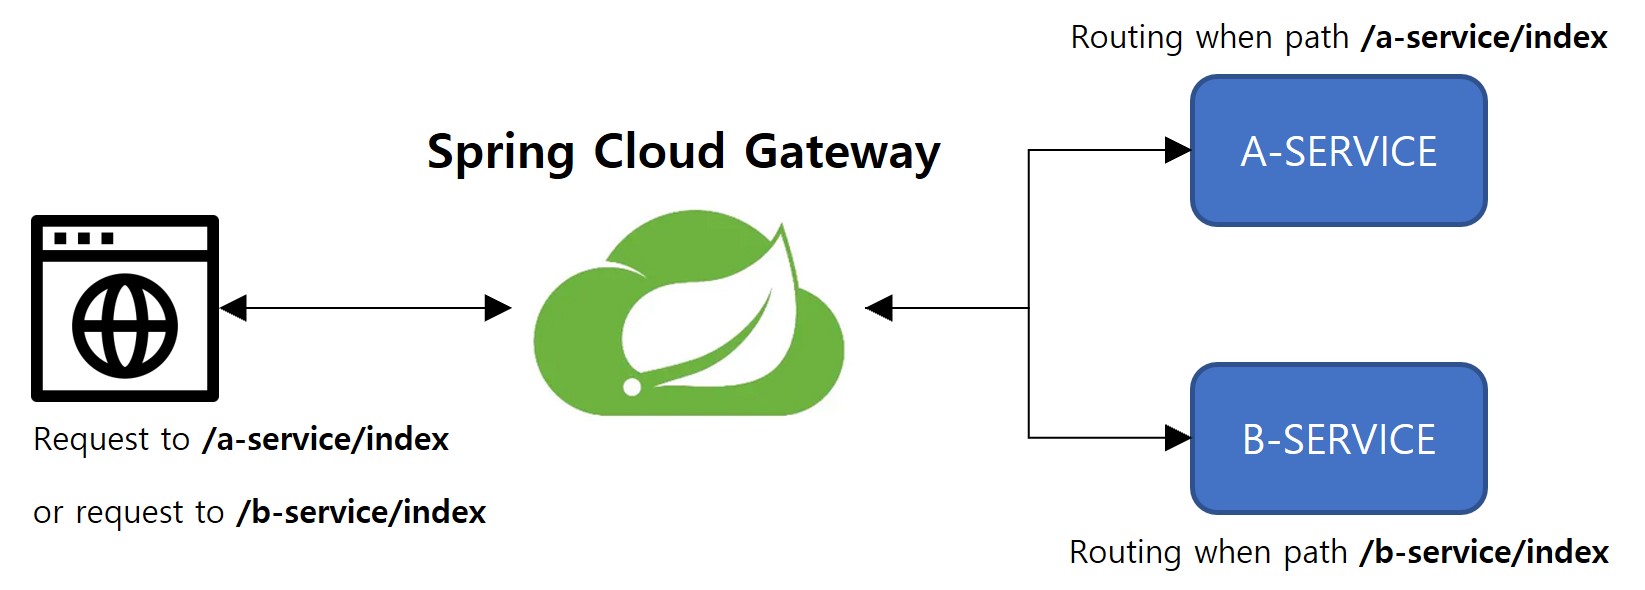 Routing when path /a-service/index
A-SERVICE
Spring Cloud Gateway
Request to /a-service/index
or request to /b-service/index
B-SERVICE
Routing when path /b-service/index